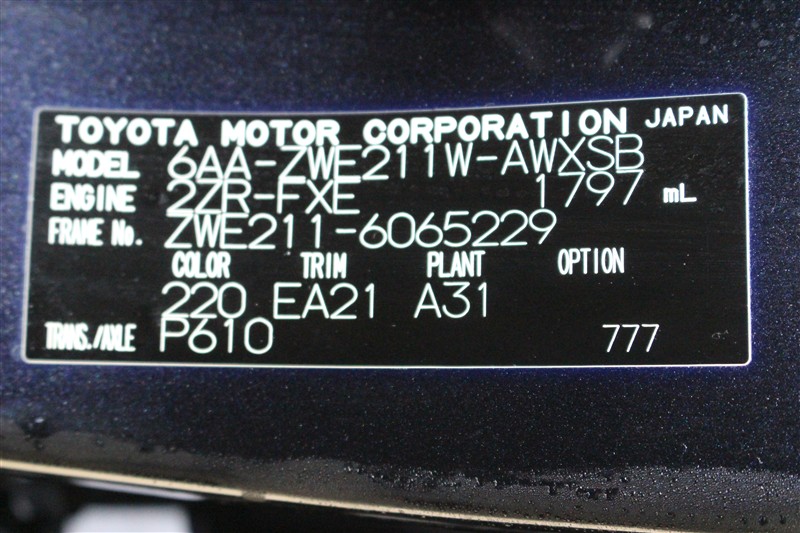 TOYOTA MOTOR CORPORATION JAPAN
MODEL 6AA-ZWE211W-AWXSB
ENGINE 2ZR-FXE 1797 mL
FRAME No. ZWE211-6065229
COLOR TRIM PLANT OPTION
220 EA21 A31
TRANS./AXLE P610 777